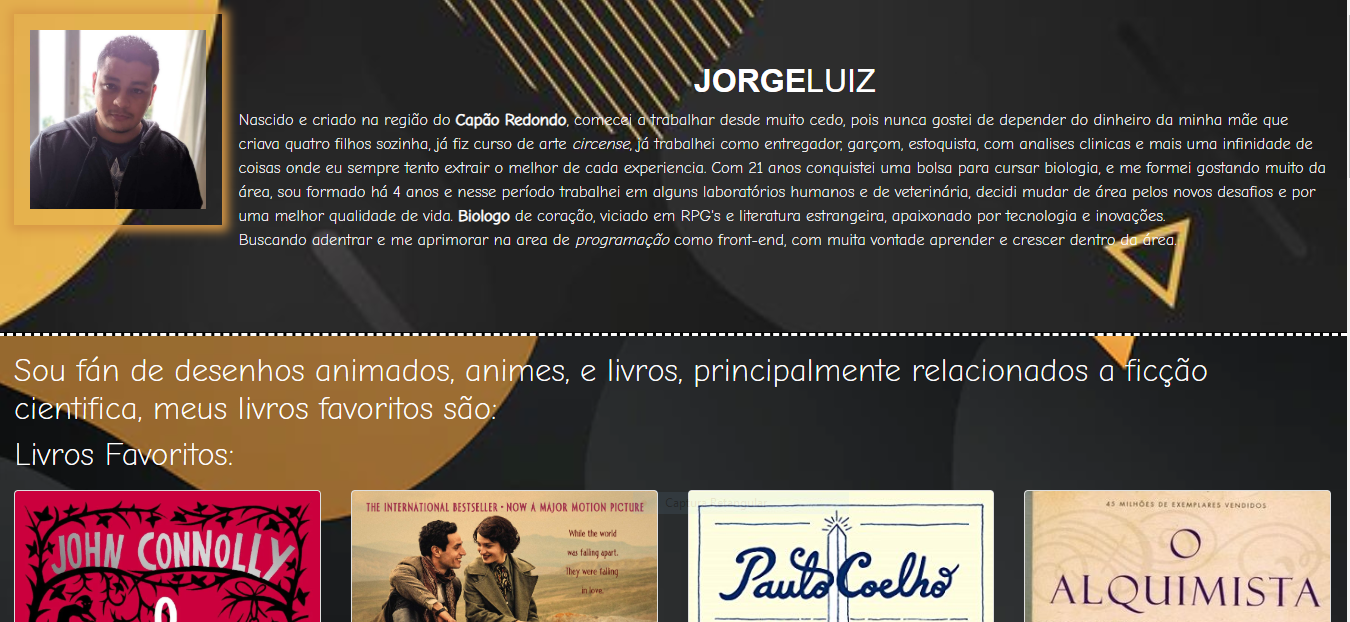 JORGELUIZ
Nascido e criado na região do Capão Redondo, comecei a trabalhar desde muito cedo, pois nunca gostei de depender do dinheiro da minha mãe que
criava quatro filhos sozinha, já fiz curso de arte circense, já trabalhei como entregador, garçom, estoquista, com analises clinicas e mais uma infinidade de
coisas onde eu sempre tento extrair o melhor de cada experiencia. Com 21 anos conquistei uma bolsa para cursar biologia, e me formei gostando muito da
área, sou formado há 4 anos e nesse período trabalhei em alguns laboratórios humanos e de veterinária, decidi mudar de área pelos novos desafios e por
uma melhor qualidade de vida. Biologo de coração, viciado em RPG's e literatura estrangeira, apaixonado por tecnologia e inovações.
Buscando adentrar e me aprimorar na area de programação como front-end, com muita vontade aprender e crescer dentro da área.
Sou fán de desenhos animados, animes, e livros, principalmente relacionados a ficção
cientifica, meus livros favoritos são:
Livros Favoritos:
JOHN CONNOLLY
O
THE INTERNATIONAL BESTSELLER • NOW A MAJOR MOTION PICTURE
While the world
was falling apart,
They were falling
in love.
Captura Retangular
Paulo Coelho
45 MILHÕES DE EXEMPLARES VENDIDOS
O
ALQUIMISTA